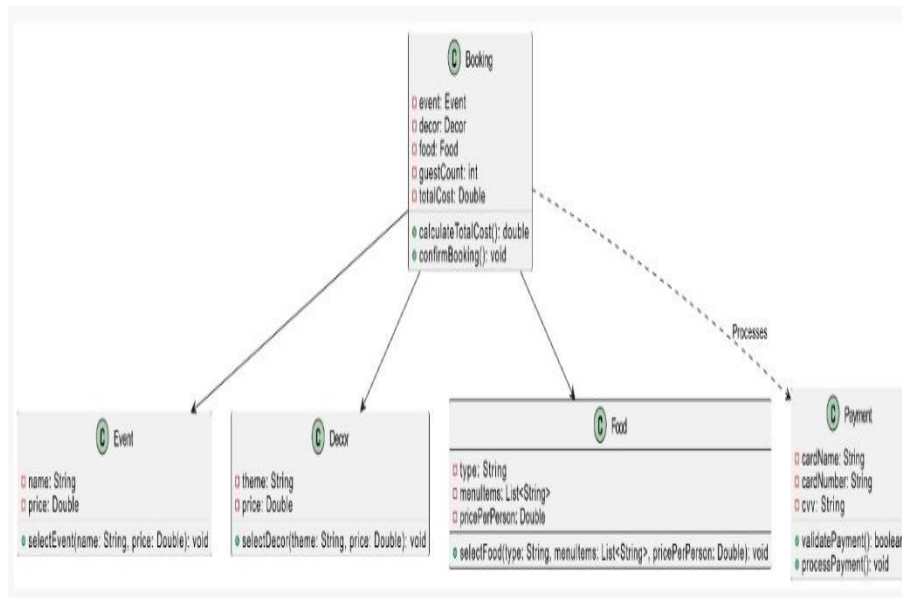 C Booking
event: Event
decor: Decor
food: Food
guestCount: int
totalCost: Double
calculateTotalCost(): double
confirmBooking(): void
Processes
C Event
name: String
price: Double
selectEvent(name: String, price: Double): void
C Decor
theme: String
price: Double
selectDecor(theme: String, price: Double): void
C Food
type: String
menuItems: List<String>
pricePerPerson: Double
selectFood(type: String, menuItems: List<String>, pricePerPerson: Double): void
C Payment
cardName: String
cardNumber: String
cvv: String
validatePayment(): boolean
processPayment(): void